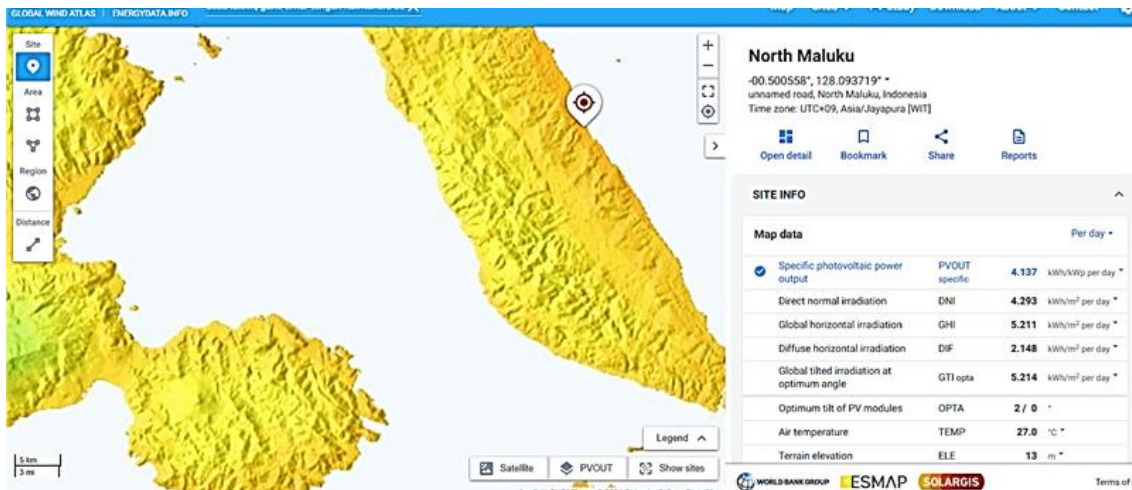 GLOBAL WIND ATLAS | ENERGYDATA.INFO
Site
Area
Region
Distance
5 km
3 mi
Legend
Satellite
PVOUT
Show sites
North Maluku
-00.500558°, 128.093719°
unnamed road, North Maluku, Indonesia
Time zone: UTC+09, Asia/Jayapura [WIT]
Open detail
Bookmark
Share
Reports
SITE INFO
Map data Per day
Specific photovoltaic power output PVOUT specific 4.137 kWh/kWp per day
Direct normal irradiation DNI 4.293 kWh/m² per day
Global horizontal irradiation GHI 5.211 kWh/m² per day
Diffuse horizontal irradiation DIF 2.148 kWh/m² per day
Global tilted irradiation at optimum angle GTI opta 5.214 kWh/m² per day
Optimum tilt of PV modules OPTA 2 / 0 °
Air temperature TEMP 27.0 °C
Terrain elevation ELE 13 m
WORLD BANK GROUP ESMAP SOLARGIS Terms of